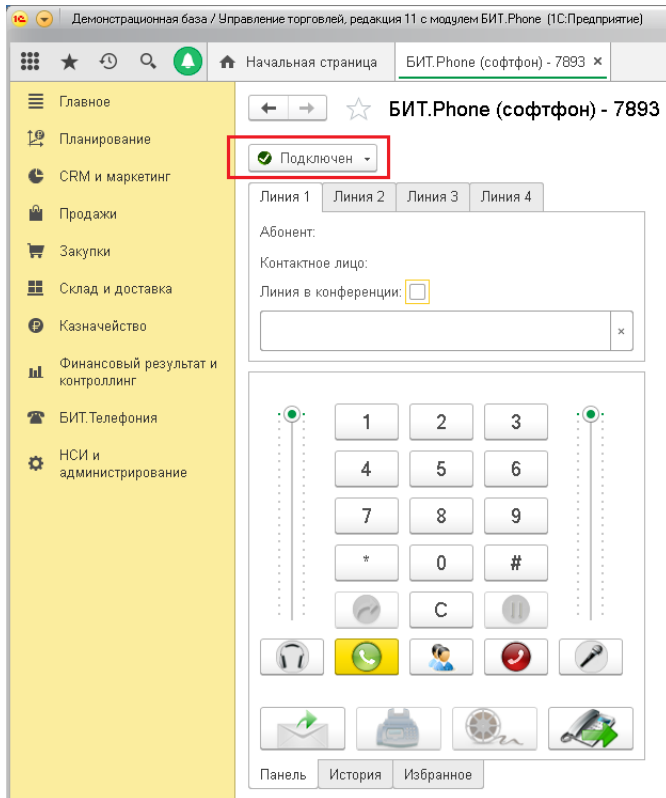 Демонстрационная база / Управление торговлей, редакция 11 с модулем БИТ.Phone (1С:Предприятие)
Начальная страница
БИТ.Phone (софтфон) - 7893 ×
Главное
Планирование
CRM и маркетинг
Продажи
Закупки
Склад и доставка
Казначейство
Финансовый результат и
контроллинг
БИТ.Телефония
НСИ и
администрирование
БИТ.Phone (софтфон) - 7893
Подключен
Линия 1 Линия 2 Линия 3 Линия 4
Абонент:
Контактное лицо:
Линия в конференции:
×
1 2 3
4 5 6
7 8 9
* 0 #
C
Панель История Избранное